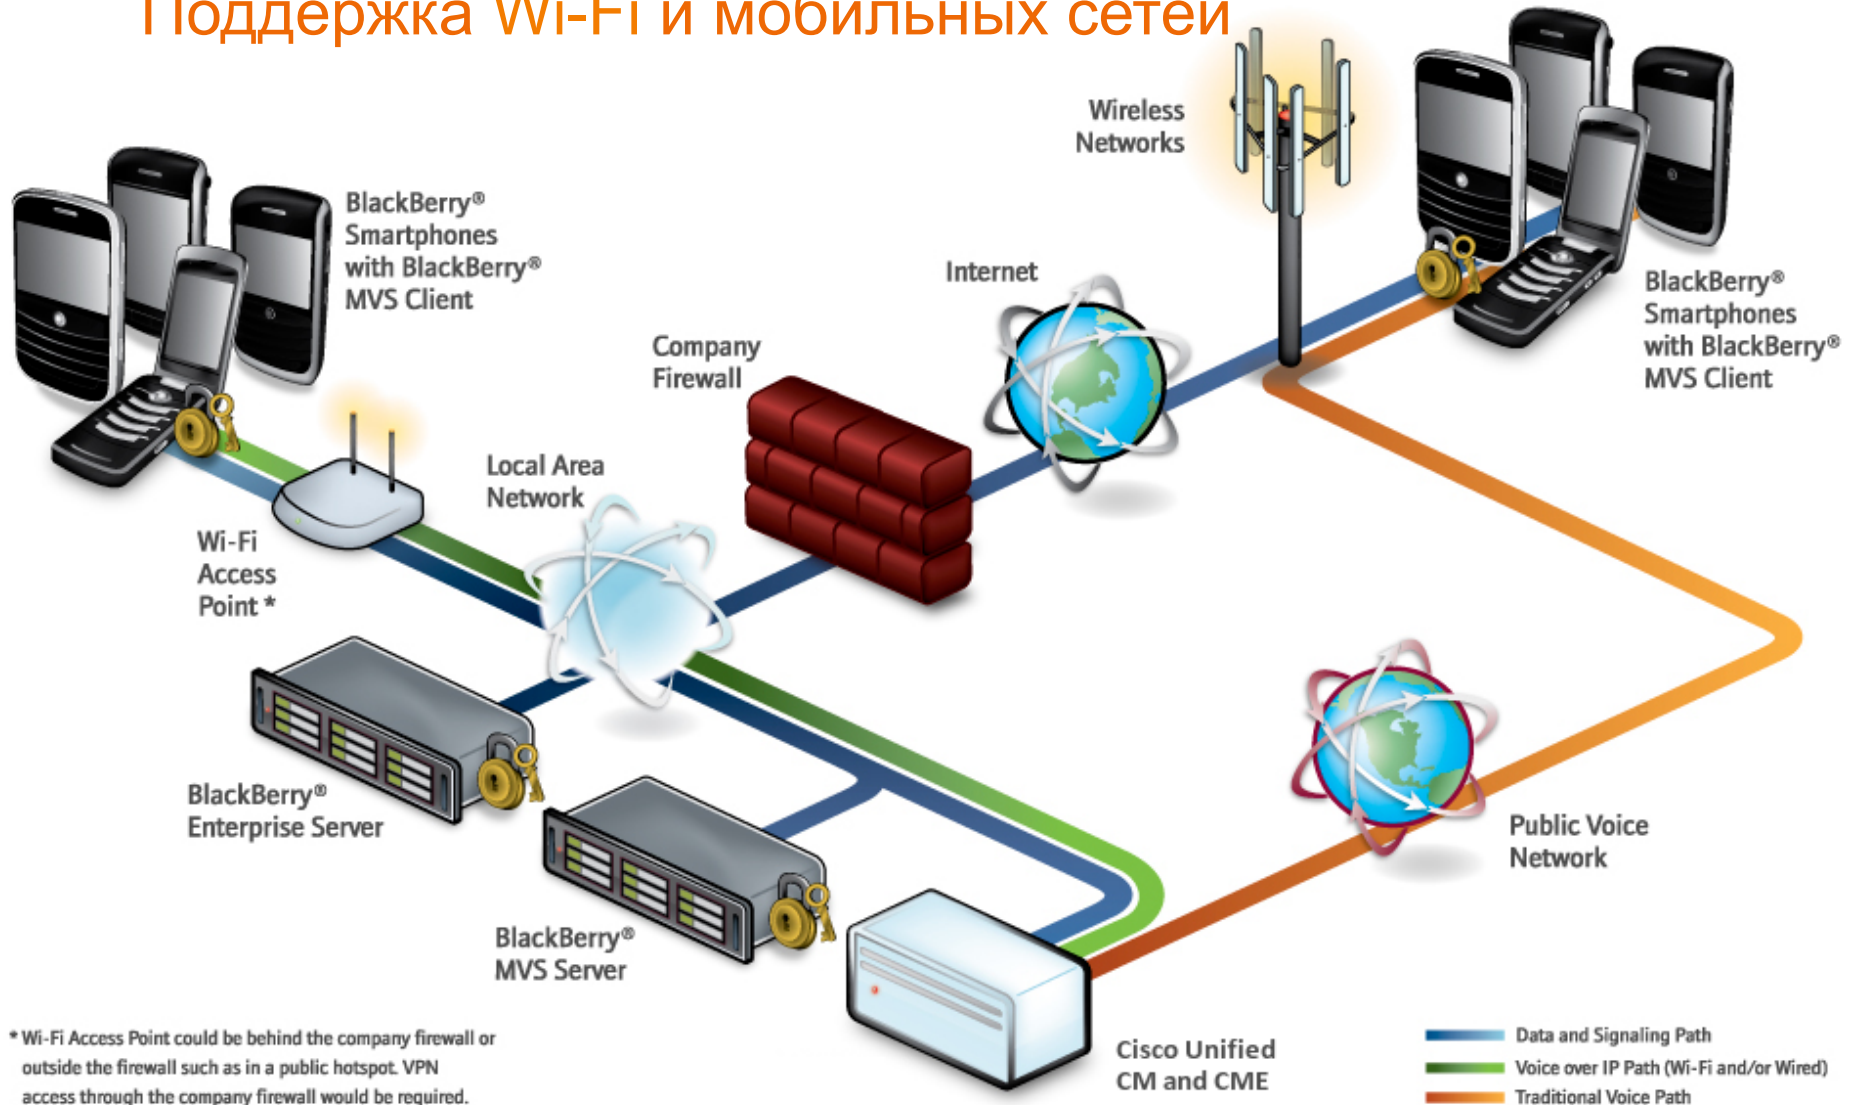 Поддержка Wi-Fi и мобильных сетей
Wireless
Networks
BlackBerry®
Smartphones
with BlackBerry®
MVS Client
Internet
BlackBerry®
Smartphones
with BlackBerry®
MVS Client
Company
Firewall
Local Area
Network
Wi-Fi
Access
Point *
BlackBerry®
Enterprise Server
Public Voice
Network
BlackBerry®
MVS Server
Cisco Unified
CM and CME
* Wi-Fi Access Point could be behind the company firewall or
outside the firewall such as in a public hotspot. VPN
access through the company firewall would be required.
Data and Signaling Path
Voice over IP Path (Wi-Fi and/or Wired)
Traditional Voice Path